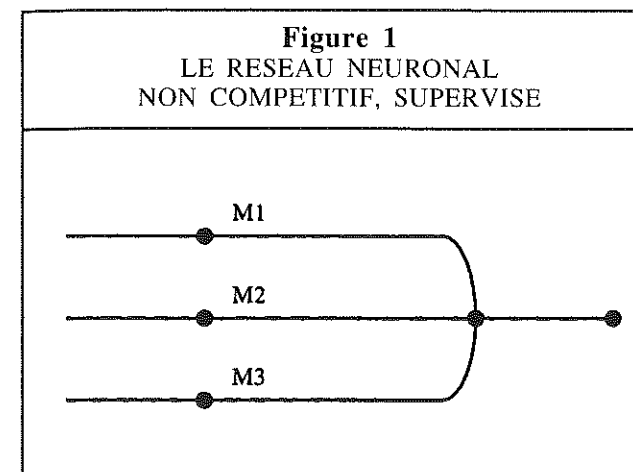 Figure 1
LE RESEAU NEURONAL
NON COMPETITIF, SUPERVISE
M1
M2
M3